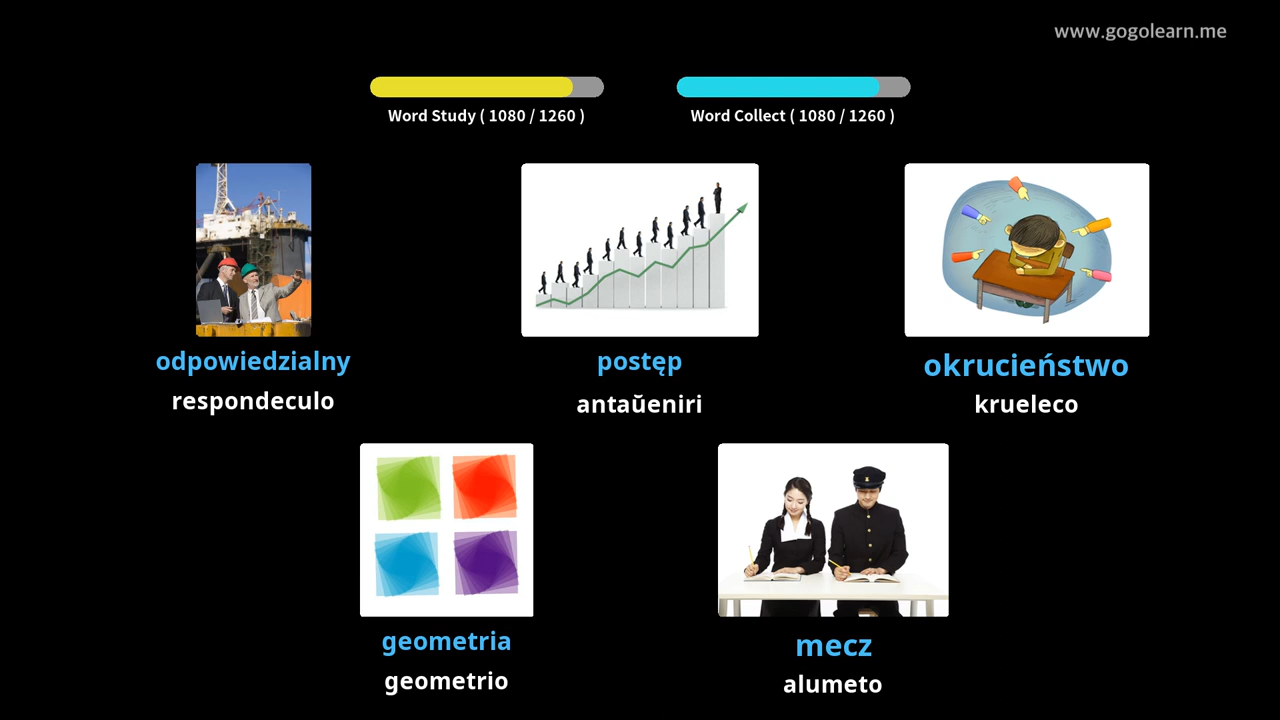 www.gogolearn.me
Word Study ( 1080 / 1260 )
Word Collect ( 1080 / 1260 )
odpowiedzialny
respondeculo
postęp
antaŭeniri
okrucieństwo
krueleco
geometria
geometrio
mecz
alumeto